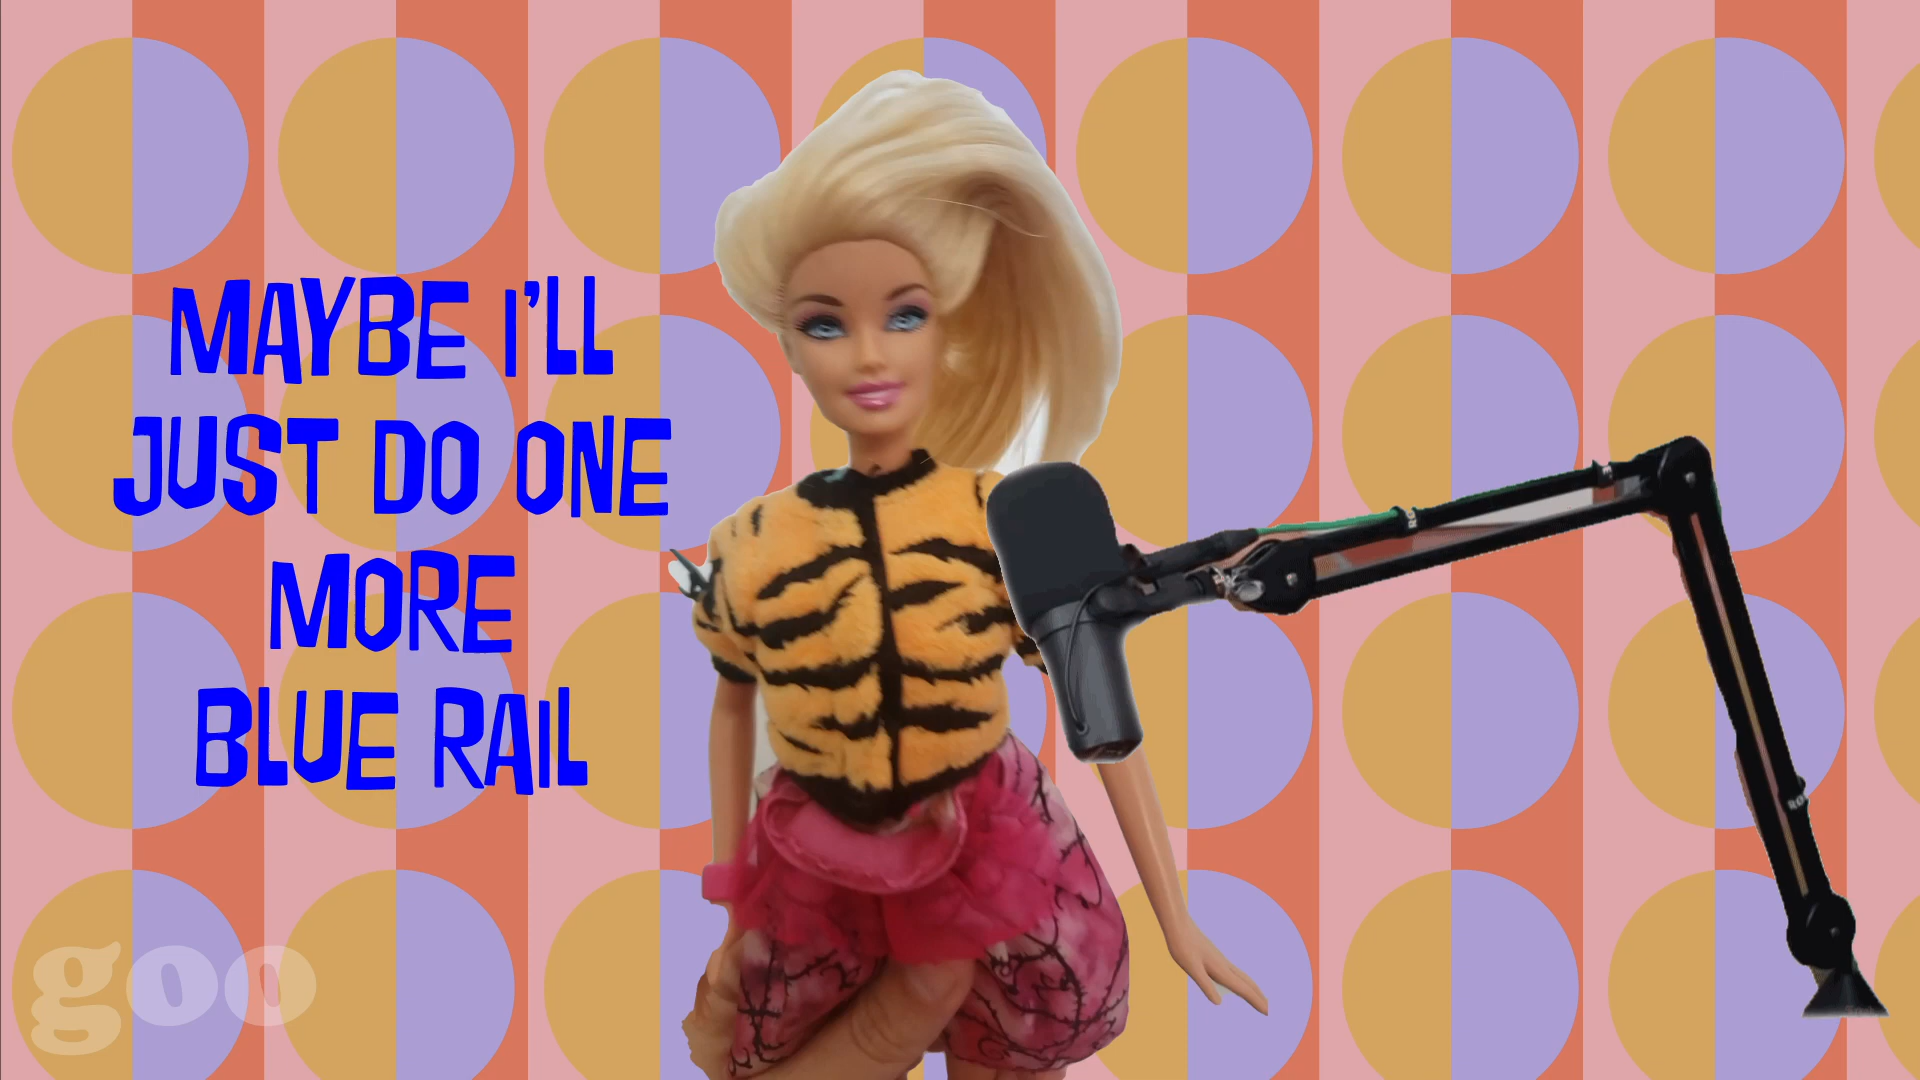 MAYBE I'LL
JUST DO ONE
MORE
BLUE RAIL
goo